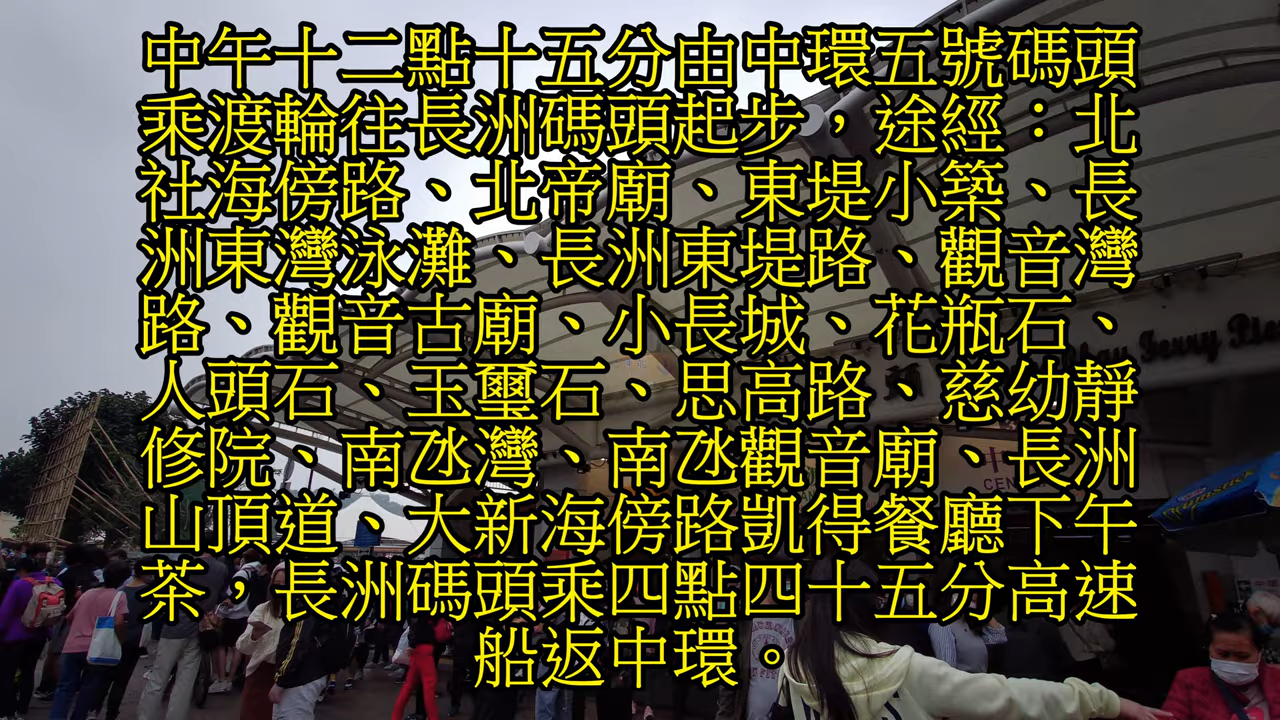 中午十二點十五分由中環五號碼頭
乘渡輪往長洲碼頭起步，途經：北
社海傍路、北帝廟、東堤小築、長
洲東灣泳灘、長洲東堤路、觀音灣
路、觀音古廟、小長城、花瓶石、
人頭石、玉璽石、思高路、慈幼靜
修院、南氹灣、南氹觀音廟、長洲
山頂道、大新海傍路凱得餐廳下午
茶，長洲碼頭乘四點四十五分高速
船返中環。
Ferry